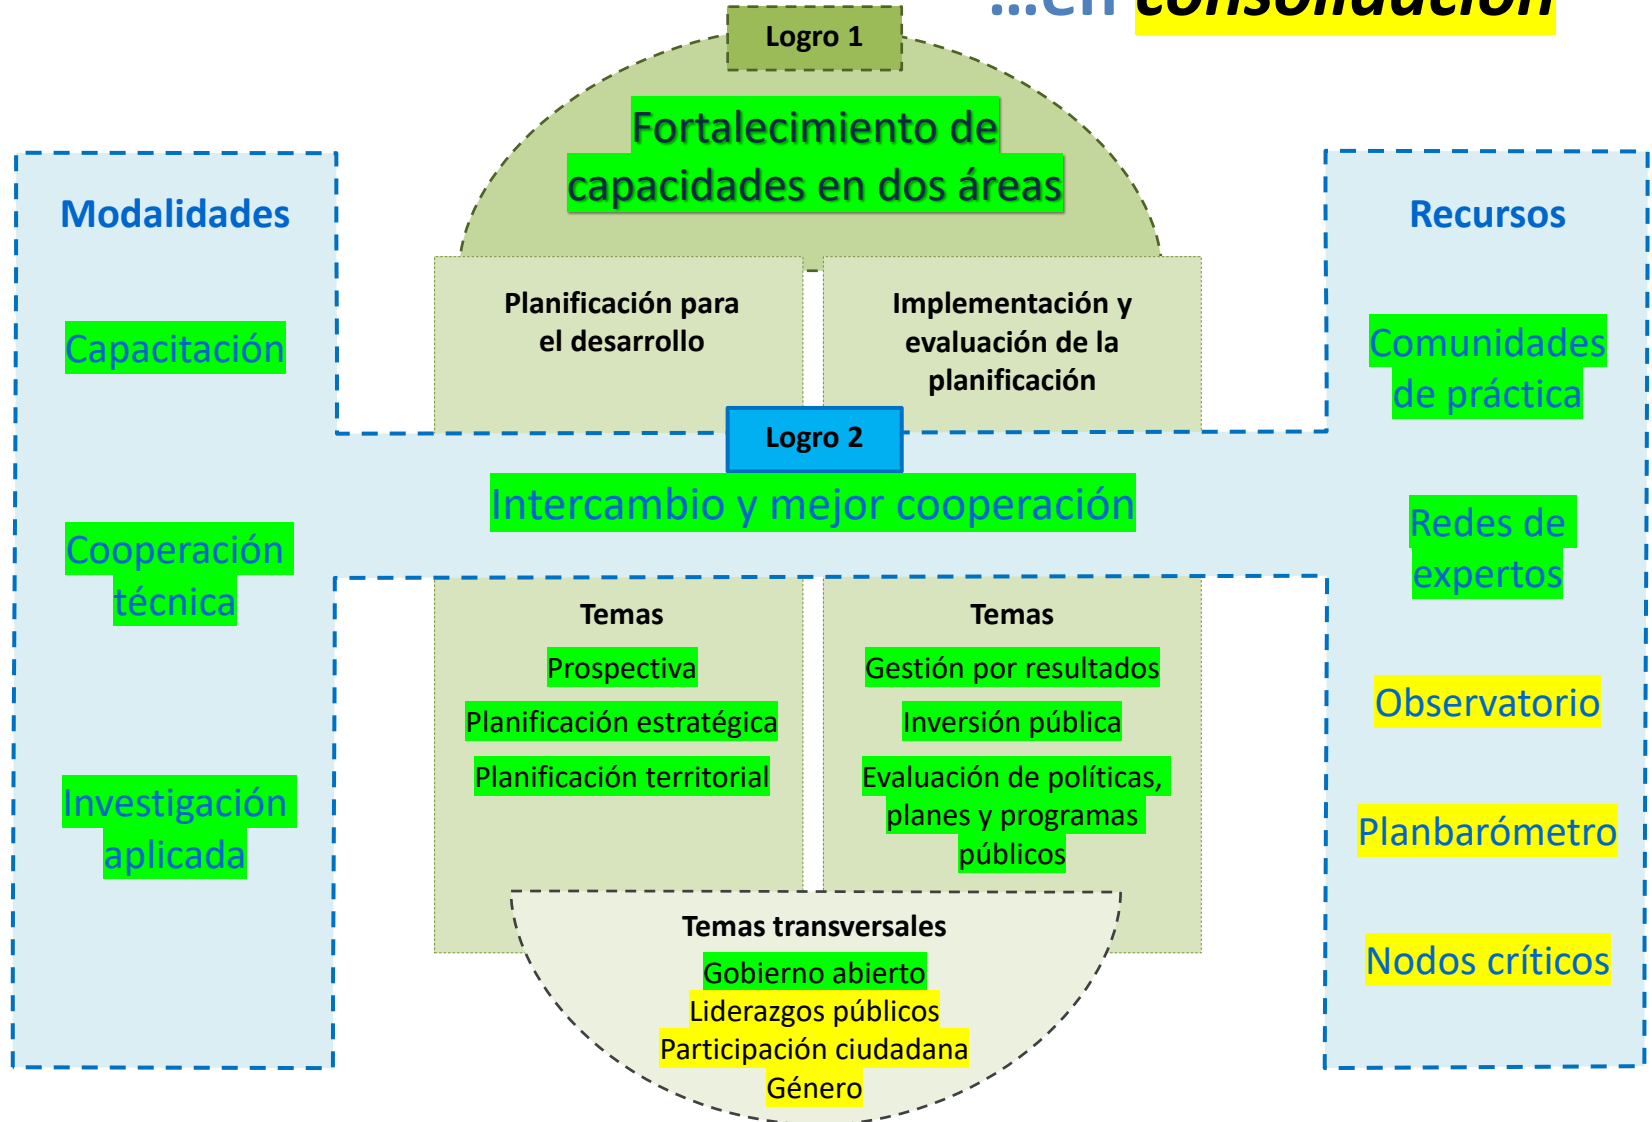 ...en consolidación
Logro 1
Fortalecimiento de
capacidades en dos áreas
Modalidades
Capacitación
Cooperación
técnica
Investigación
aplicada
Planificación para
el desarrollo
Implementación y
evaluación de la
planificación
Logro 2
Intercambio y mejor cooperación
Temas
Prospectiva
Planificación estratégica
Planificación territorial
Temas
Gestión por resultados
Inversión pública
Evaluación de políticas,
planes y programas
públicos
Temas transversales
Gobierno abierto
Liderazgos públicos
Participación ciudadana
Género
Recursos
Comunidades
de práctica
Redes de
expertos
Observatorio
Planbarómetro
Nodos críticos